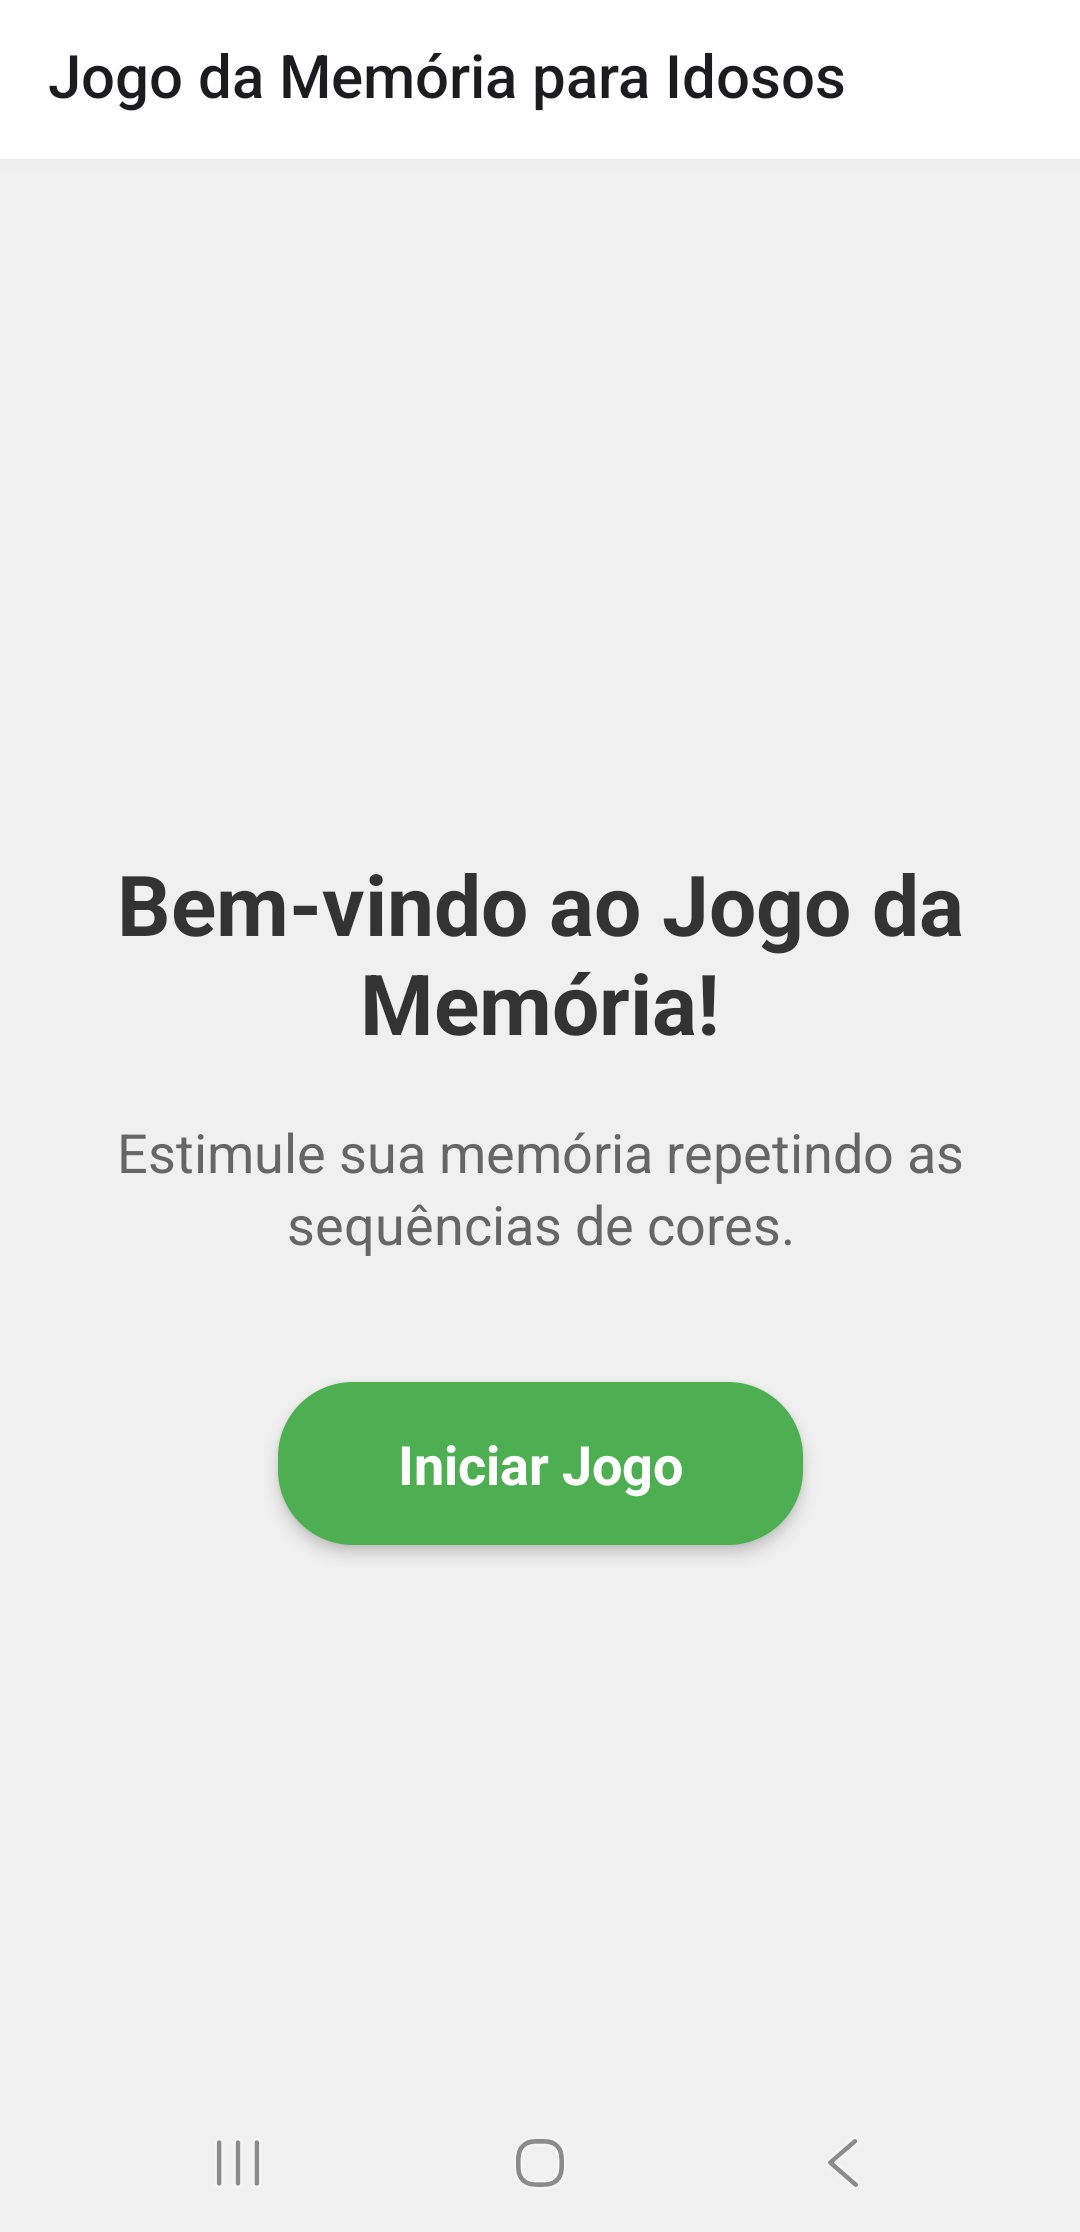 Jogo da Memória para Idosos
Bem-vindo ao Jogo da
Memória!
Estimule sua memória repetindo as
sequências de cores.
Iniciar Jogo